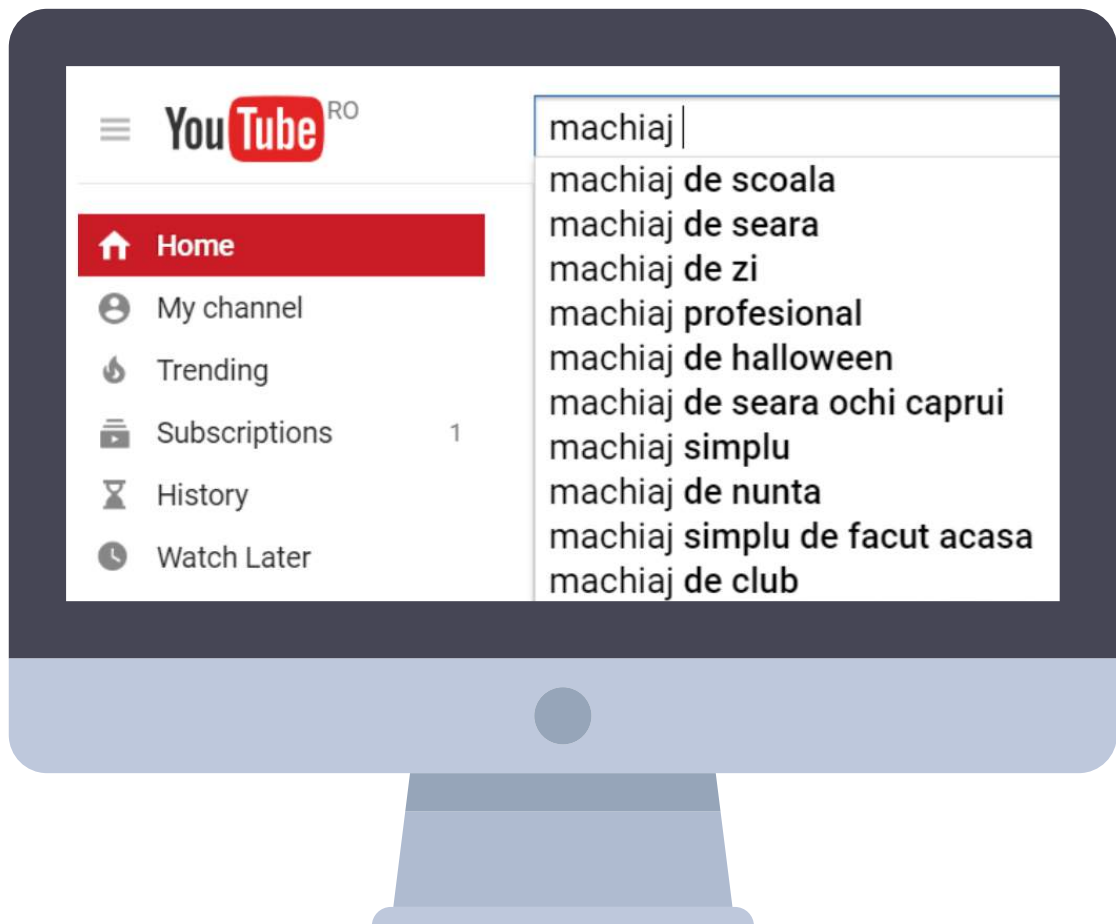 YouTube RO
machiaj
Home
My channel
Trending
Subscriptions 1
History
Watch Later
machiaj de scoala
machiaj de seara
machiaj de zi
machiaj profesional
machiaj de halloween
machiaj de seara ochi caprui
machiaj simplu
machiaj de nunta
machiaj simplu de facut acasa
machiaj de club